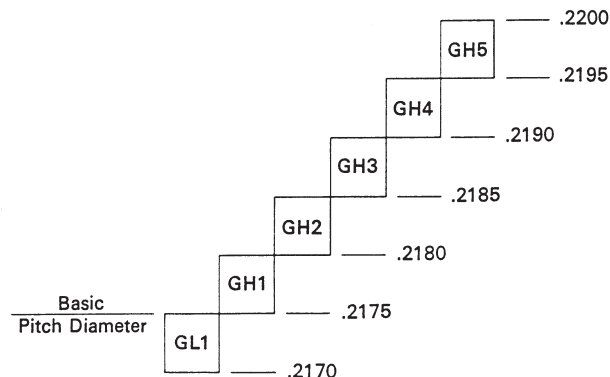 .2200
GH5
.2195
GH4
.2190
GH3
.2185
GH2
.2180
GH1
Basic
Pitch Diameter
.2175
GL1
.2170